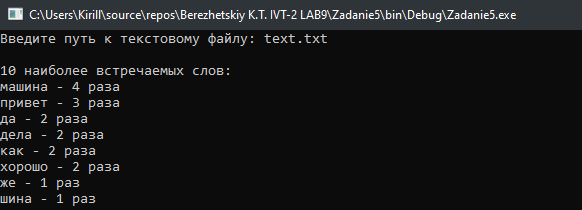 C:\Users\Kirill\source\repos\Berezhetskiy K.T. IVT-2 LAB9\Zadanie5\bin\Debug\Zadanie5.exe
Введите путь к текстовому файлу: text.txt
10 наиболее встречаемых слов:
машина - 4 раза
привет - 3 раза
да - 2 раза
дела - 2 раза
как - 2 раза
хорошо - 2 раза
же - 1 раз
шина - 1 раз